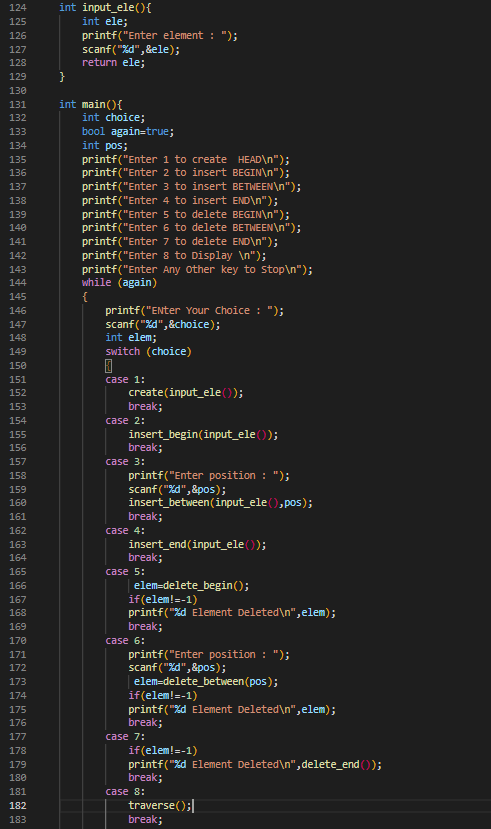 124 int input_ele(){
125 int ele;
126 printf("Enter element : ");
127 scanf("%d",&ele);
128 return ele;
129 }
130
131 int main(){
132 int choice;
133 bool again=true;
134 int pos;
135 printf("Enter 1 to create  HEAD\n");
136 printf("Enter 2 to insert BEGIN\n");
137 printf("Enter 3 to insert BETWEEN\n");
138 printf("Enter 4 to insert END\n");
139 printf("Enter 5 to delete BEGIN\n");
140 printf("Enter 6 to delete BETWEEN\n");
141 printf("Enter 7 to delete END\n");
142 printf("Enter 8 to Display \n");
143 printf("Enter Any Other key to Stop\n");
144 while (again)
145 {
146 printf("ENter Your Choice : ");
147 scanf("%d",&choice);
148 int elem;
149 switch (choice)
150 {
151 case 1:
152 create(input_ele());
153 break;
154 case 2:
155 insert_begin(input_ele());
156 break;
157 case 3:
158 printf("Enter position : ");
159 scanf("%d",&pos);
160 insert_between(input_ele(),pos);
161 break;
162 case 4:
163 insert_end(input_ele());
164 break;
165 case 5:
166 elem=delete_begin();
167 if(elem!=-1)
168 printf("%d Element Deleted\n",elem);
169 break;
170 case 6:
171 printf("Enter position : ");
172 scanf("%d",&pos);
173 elem=delete_between(pos);
174 if(elem!=-1)
175 printf("%d Element Deleted\n",elem);
176 break;
177 case 7:
178 if(elem!=-1)
179 printf("%d Element Deleted\n",delete_end());
180 break;
181 case 8:
182 traverse();
183 break;